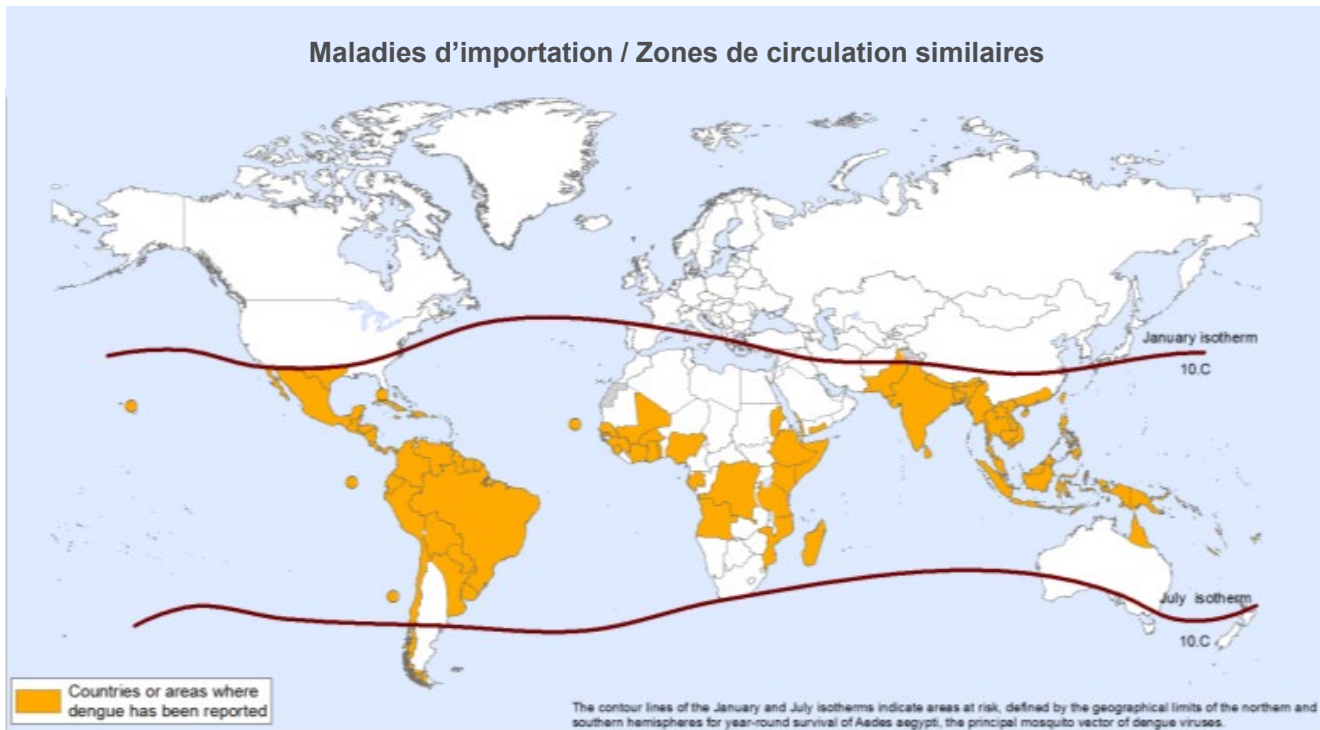 Maladies d’importation / Zones de circulation similaires
January isotherm
10.C
July isotherm
10.C
Countries or areas where
dengue has been reported
The contour lines of the January and July isotherms indicate areas at risk, defined by the geographical limits of the northern and
southern hemispheres for year-round survival of Aedes aegypti, the principal mosquito vector of dengue viruses.